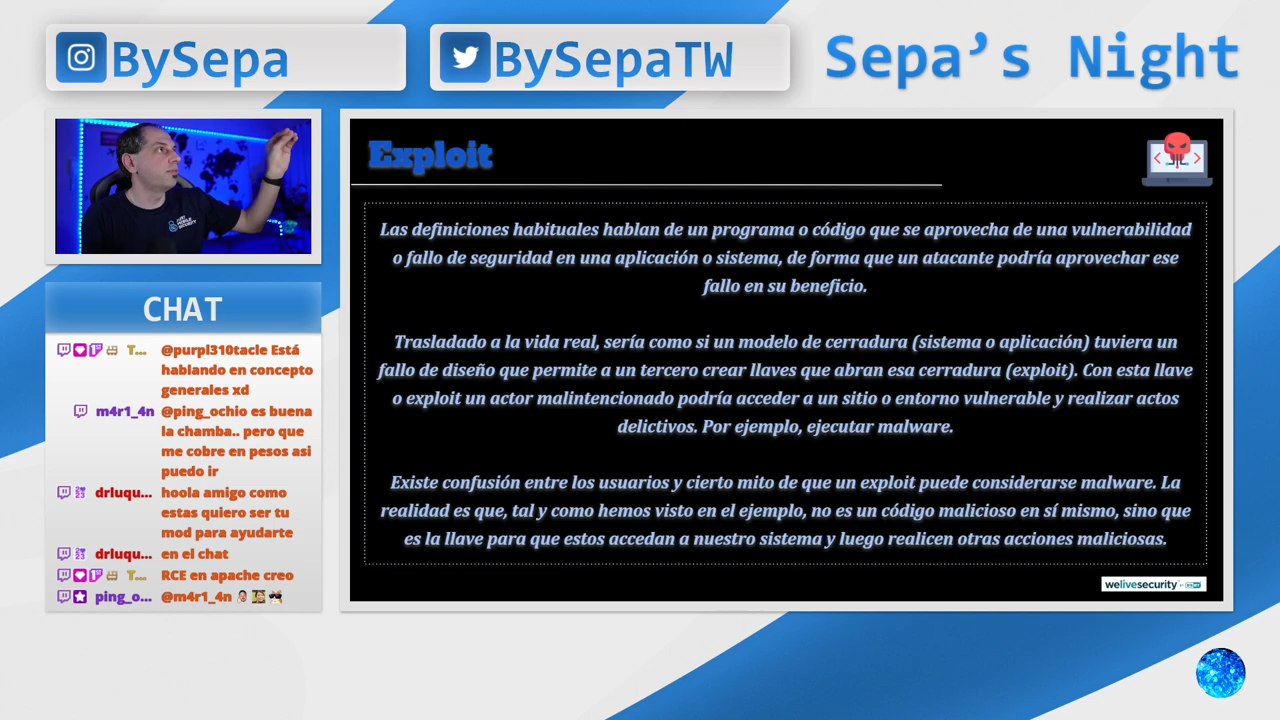 BySepa
BySepaTW
Sepa’s Night
Exploit
Las definiciones habituales hablan de un programa o código que se aprovecha de una vulnerabilidad
o fallo de seguridad en una aplicación o sistema, de forma que un atacante podría aprovechar ese
fallo en su beneficio.
Trasladado a la vida real, sería como si un modelo de cerradura (sistema o aplicación) tuviera un
fallo de diseño que permite a un tercero crear llaves que abran esa cerradura (exploit). Con esta llave
o exploit un actor malintencionado podría acceder a un sitio o entorno vulnerable y realizar actos
delictivos. Por ejemplo, ejecutar malware.
Existe confusión entre los usuarios y cierto mito de que un exploit puede considerarse malware. La
realidad es que, tal y como hemos visto en el ejemplo, no es un código malicioso en sí mismo, sino que
es la llave para que estos accedan a nuestro sistema y luego realicen otras acciones maliciosas.
welivesecurity BY eset
CHAT
T... @purpl310tacle Está
hablando en concepto
generales xd
m4r1_4n @ping_ochio es buena
la chamba.. pero que
me cobre en pesos asi
puedo ir
drluqu... hoola amigo como
estas quiero ser tu
mod para ayudarte
drluqu... en el chat
T... RCE en apache creo
ping_o... @m4r1_4n